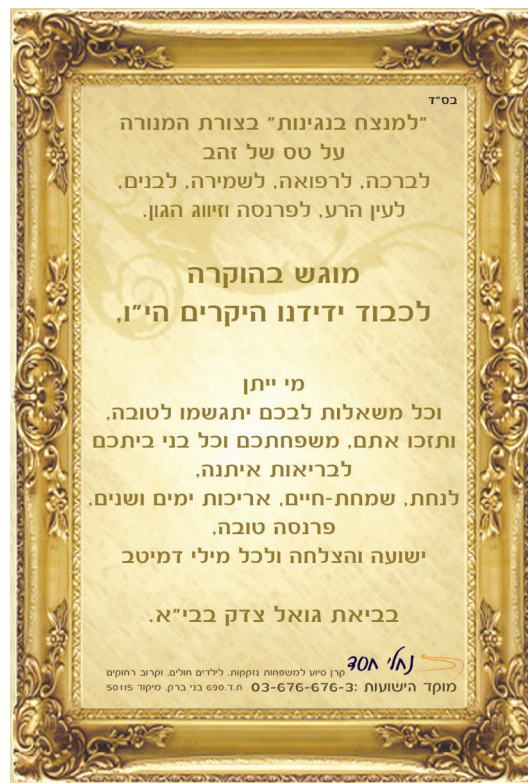 בס"ד
"למנצח בנגינות" בצורת המנורה
על טס של זהב
לברכה, לרפואה, לשמירה, לבנים,
לעין הרע, לפרנסה וזיווג הגון.
מוגש בהוקרה
לכבוד ידידנו היקרים הי"ו,
מי ייתן
וכל משאלות לבכם יתגשמו לטובה,
ותזכו אתם, משפחתכם וכל בני ביתכם
לבריאות איתנה,
לנחת, שמחת-חיים, אריכות ימים ושנים,
פרנסה טובה,
ישועה והצלחה ולכל מילי דמיטב
בביאת גואל צדק בבי"א.
נחלי חסד קרן סיוע למשפחות נזקקות, לילדים חולים, וקרוב רחוקים
מוקד הישועות: 03-676-676-3 ת.ד.690 בני ברק, מיקוד 50115